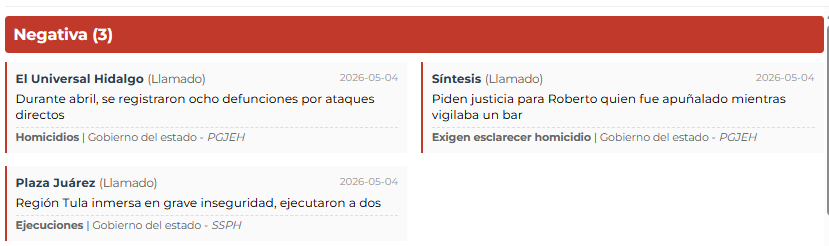 Negativa (3)
El Universal Hidalgo (Llamado) 2026-05-04
Durante abril, se registraron ocho defunciones por ataques
directos
Homicidios | Gobierno del estado - PGJEH
Síntesis (Llamado) 2026-05-04
Piden justicia para Roberto quien fue apuñalado mientras
vigilaba un bar
Exigen esclarecer homicidio | Gobierno del estado - PGJEH
Plaza Juárez (Llamado) 2026-05-04
Región Tula inmersa en grave inseguridad, ejecutaron a dos
Ejecuciones | Gobierno del estado - SSPH